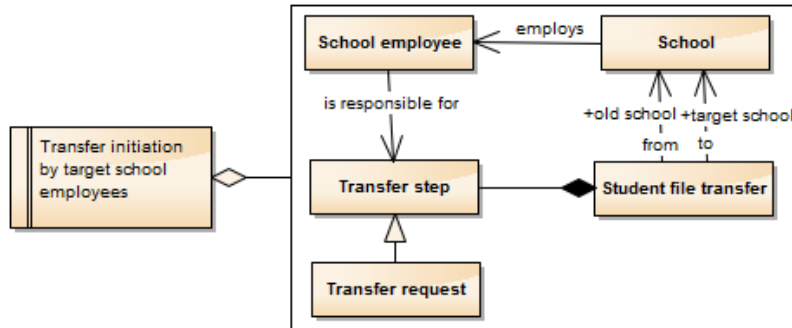 School employee
employs
School
is responsible for
+old school
+target school
from
to
Transfer initiation
by target school
employees
Transfer step
Student file transfer
Transfer request